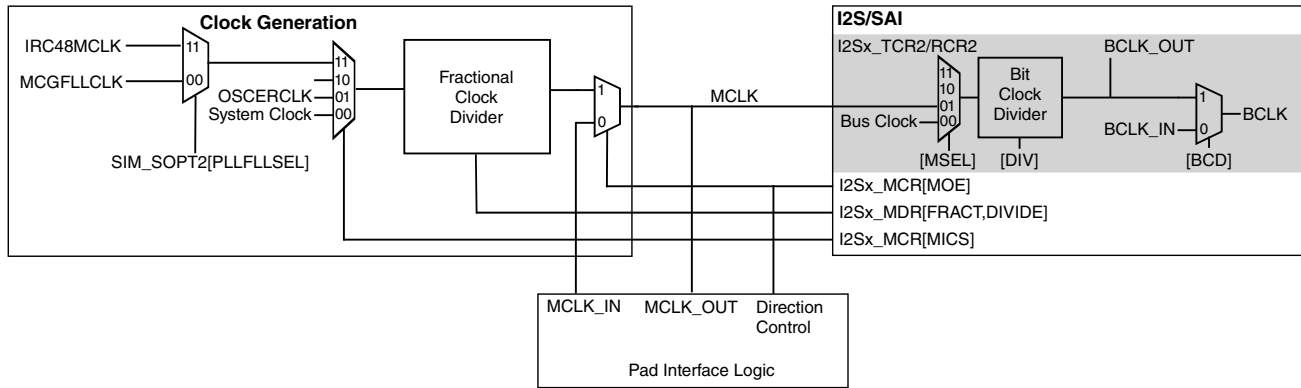 Clock Generation
IRC48MCLK
11
MCGFLLCLK
00
SIM_SOPT2[PLLFLLSEL]
11
10
OSCERCLK
01
System Clock
00
Fractional
Clock
Divider
1
0
MCLK
I2S/SAI
I2Sx_TCR2/RCR2
11
10
01
Bus Clock
00
[MSEL]
Bit
Clock
Divider
[DIV]
BCLK_OUT
1
BCLK_IN
0
BCLK
[BCD]
I2Sx_MCR[MOE]
I2Sx_MDR[FRACT,DIVIDE]
I2Sx_MCR[MICS]
MCLK_IN
MCLK_OUT
Direction
Control
Pad Interface Logic